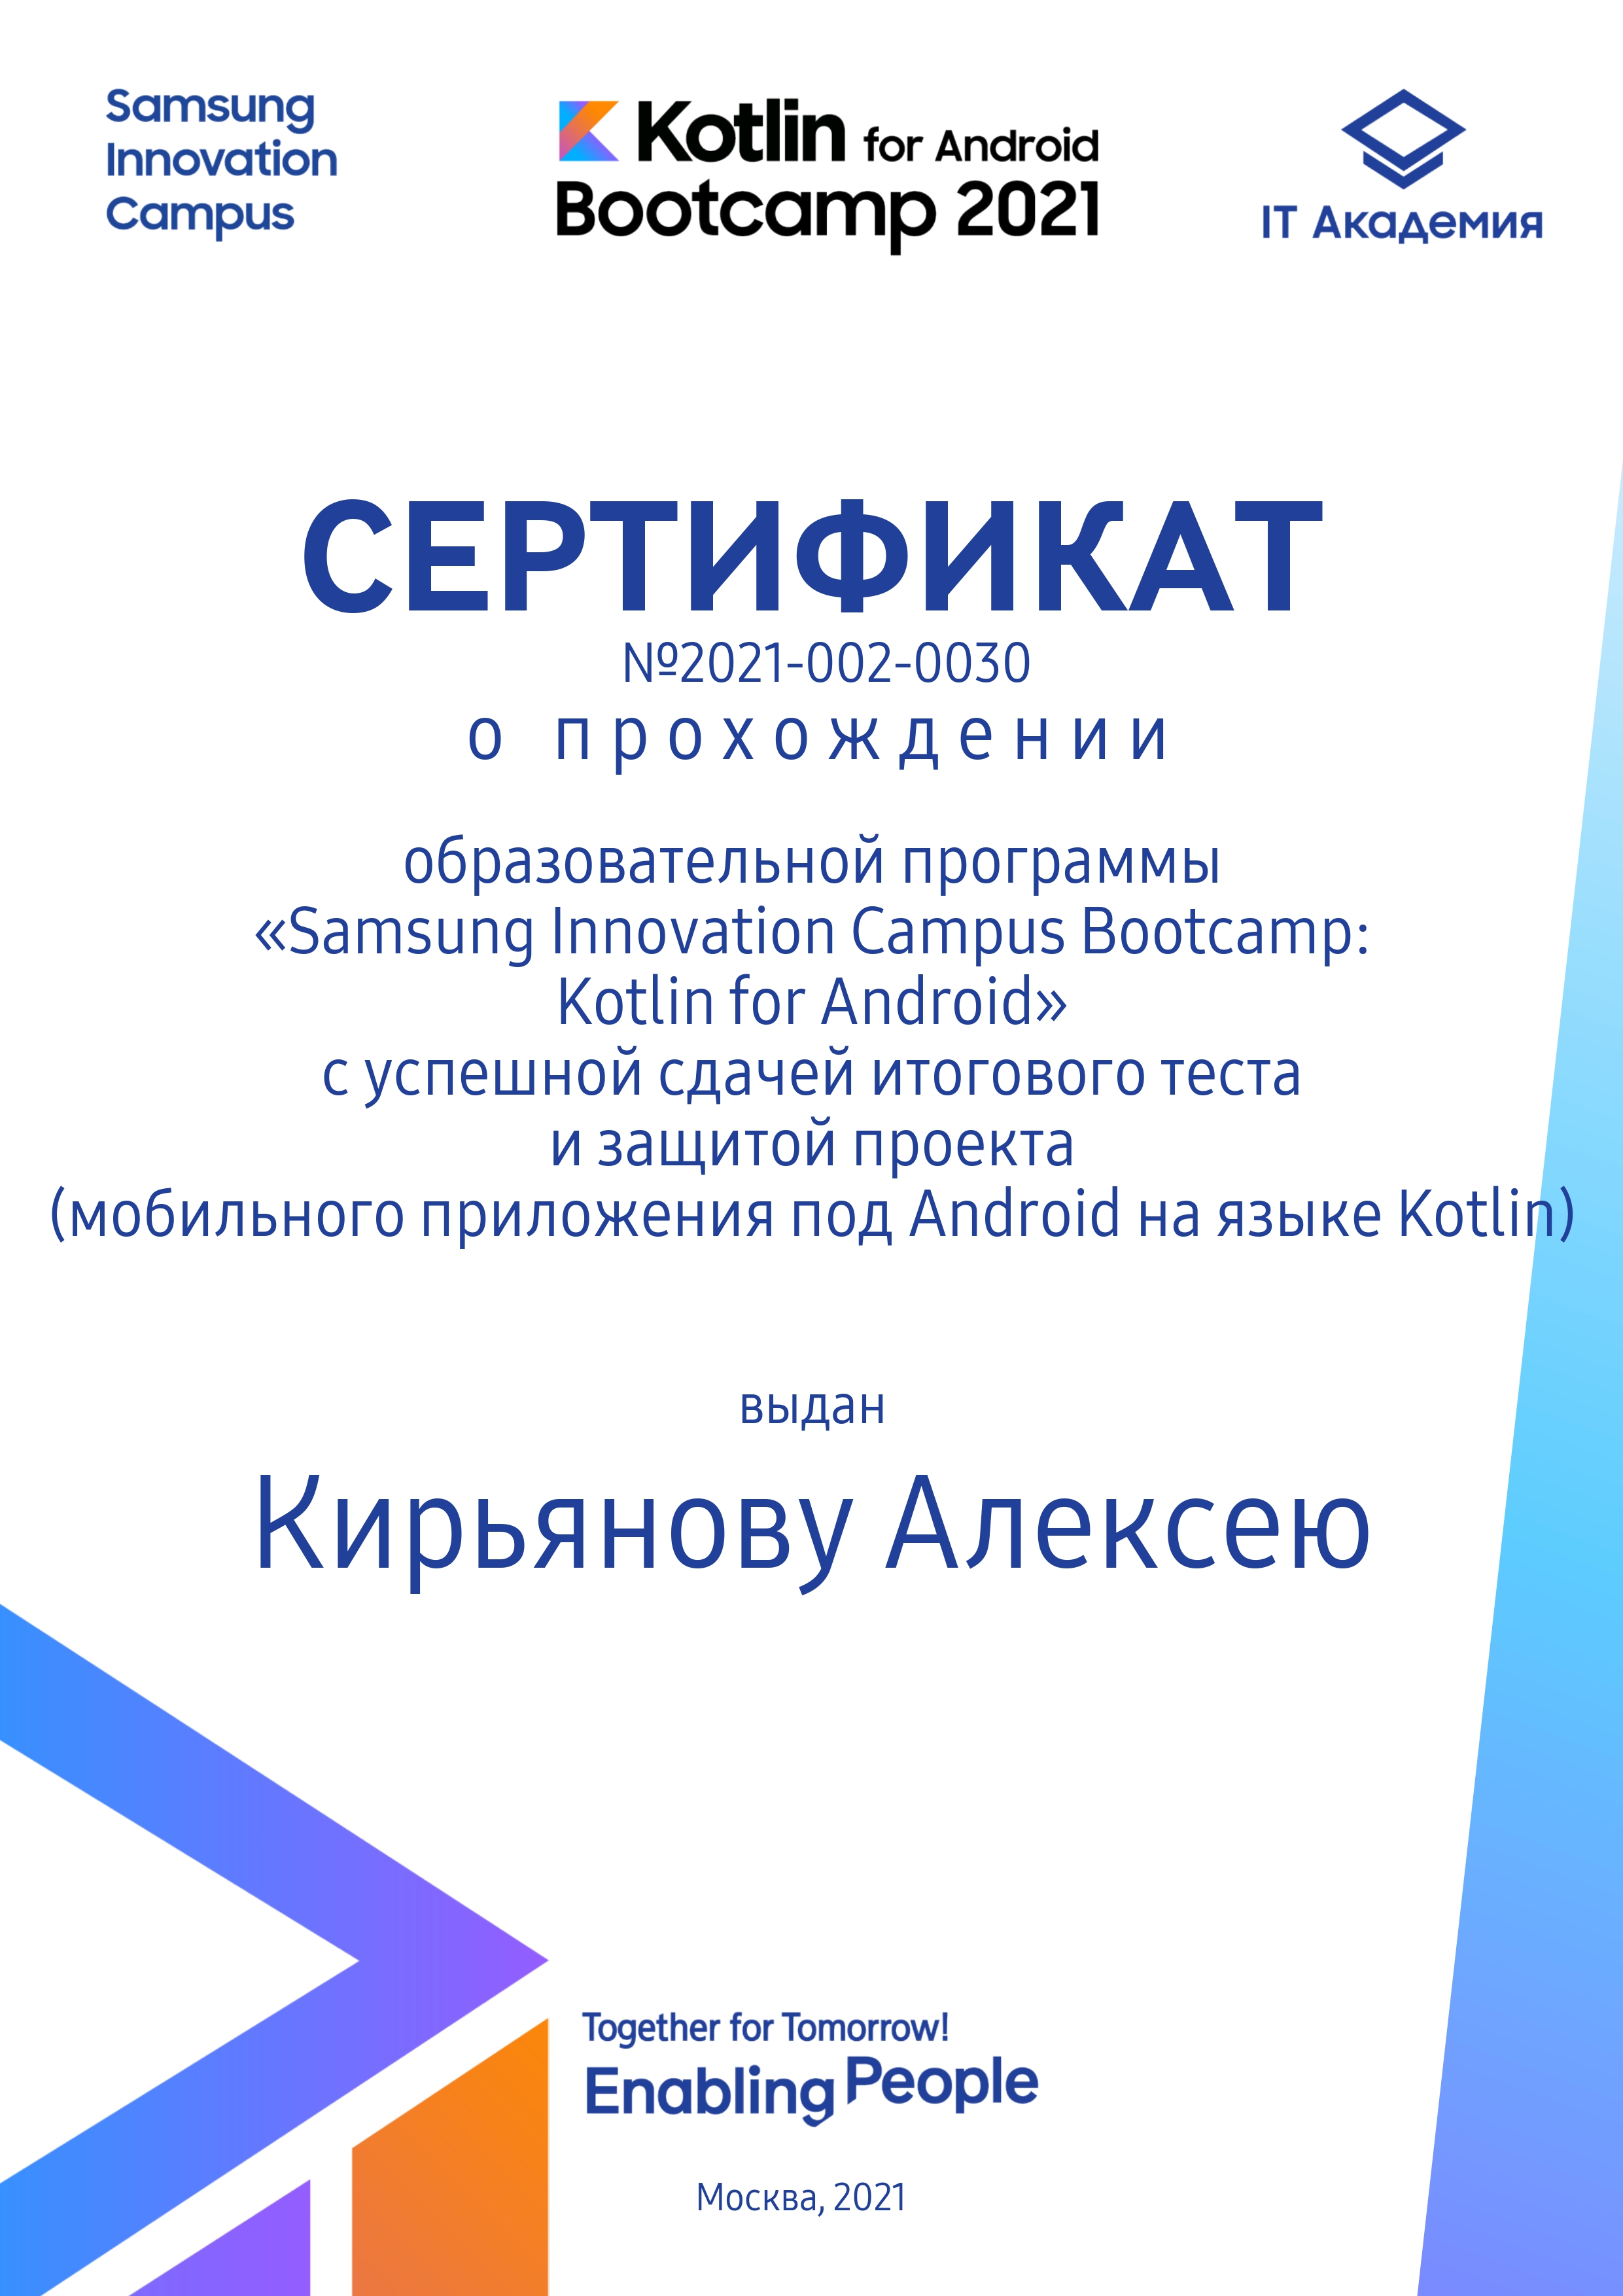 Samsung
Innovation
Campus
Kotlin for Android
Bootcamp 2021
IT Академия
СЕРТИФИКАТ
№2021-002-0030
о прохождении
образовательной программы
«Samsung Innovation Campus Bootcamp:
Kotlin for Android»
с успешной сдачей итогового теста
и защитой проекта
(мобильного приложения под Android на языке Kotlin)
выдан
Кирьянову Алексею
Together for Tomorrow!
Enabling People
Москва, 2021